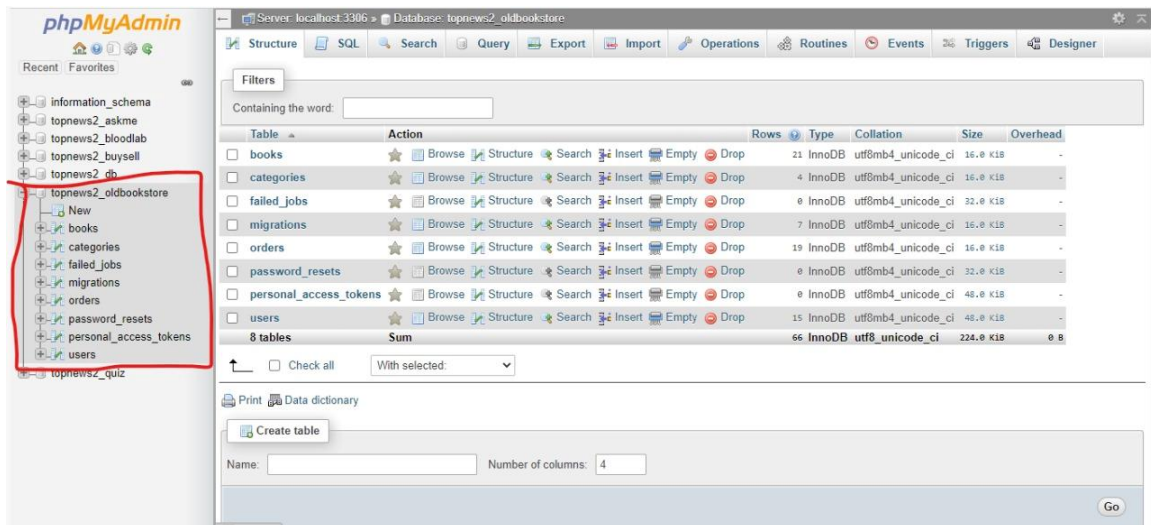 phpMyAdmin
Recent Favorites
information_schema
topnews2_askme
topnews2_bloodlab
topnews2_buysell
topnews2_db
topnews2_oldbookstore
New
books
categories
failed_jobs
migrations
orders
password_resets
personal_access_tokens
users
topnews2_quiz
Server: localhost:3306 » Database: topnews2_oldbookstore
Structure SQL Search Query Export Import Operations Routines Events Triggers Designer
Filters
Containing the word:
Table Action Rows Type Collation Size Overhead
books Browse Structure Search Insert Empty Drop 21 InnoDB utf8mb4_unicode_ci 16.0 KiB -
categories Browse Structure Search Insert Empty Drop 4 InnoDB utf8mb4_unicode_ci 16.0 KiB -
failed_jobs Browse Structure Search Insert Empty Drop 0 InnoDB utf8mb4_unicode_ci 32.0 KiB -
migrations Browse Structure Search Insert Empty Drop 7 InnoDB utf8mb4_unicode_ci 16.0 KiB -
orders Browse Structure Search Insert Empty Drop 19 InnoDB utf8mb4_unicode_ci 16.0 KiB -
password_resets Browse Structure Search Insert Empty Drop 0 InnoDB utf8mb4_unicode_ci 32.0 KiB -
personal_access_tokens Browse Structure Search Insert Empty Drop 0 InnoDB utf8mb4_unicode_ci 48.0 KiB -
users Browse Structure Search Insert Empty Drop 15 InnoDB utf8mb4_unicode_ci 48.0 KiB -
8 tables Sum 66 InnoDB utf8_unicode_ci 224.0 KiB 0 B
Check all With selected:
Print Data dictionary
Create table
Name: Number of columns: 4
Go